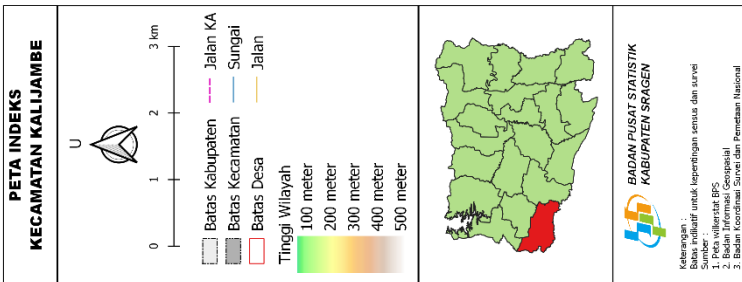 PETA INDEKS
KECAMATAN KALIJAMBE
U
0 1 2 3 km
Batas Kabupaten
Batas Kecamatan
Batas Desa
Jalan KA
Sungai
Jalan
Tinggi Wilayah
100 meter
200 meter
300 meter
400 meter
500 meter
BADAN PUSAT STATISTIK
KABUPATEN SRAGEN
Keterangan :
Batas indikatif untuk kepentingan sensus dan survei
Sumber :
1. Peta wilkerstat BPS
2. Badan Informasi Geospasial
3. Badan Koordinasi Survei dan Pemetaan Nasional